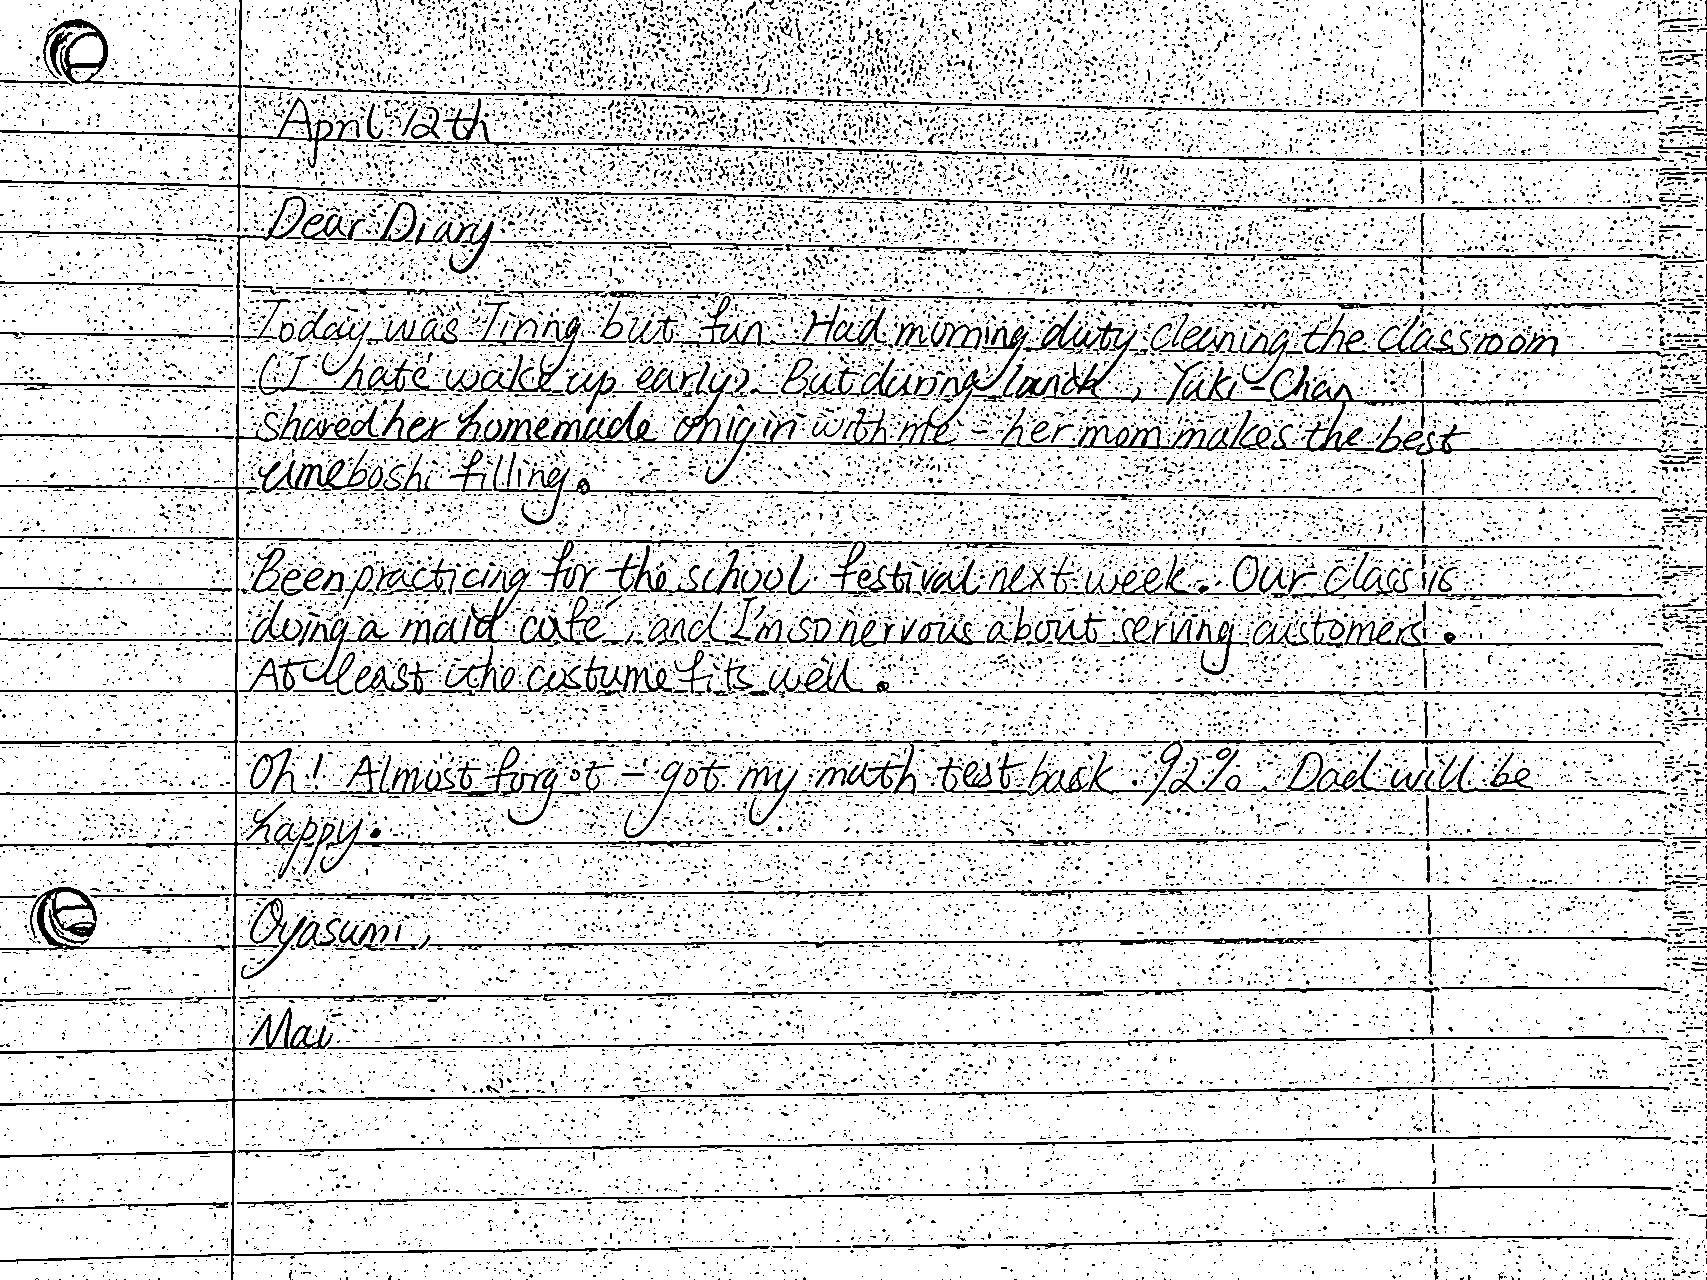 April 12th
Dear Diary
Today was Tiring but fun. Had morning duty cleaning the classroom
(I hate wake up early). But during lunch, Yuki-Chan
shared her homemade onigiri with me - her mom makes the best
umeboshi filling.
Been practicing for the school festival next week. Our class is
doing a maid café, and I'm so nervous about serving customers.
At least the costume fits well.
Oh! Almost forgot - got my math test back. 92%. Dad will be
happy.
Oyasumi,
Mai